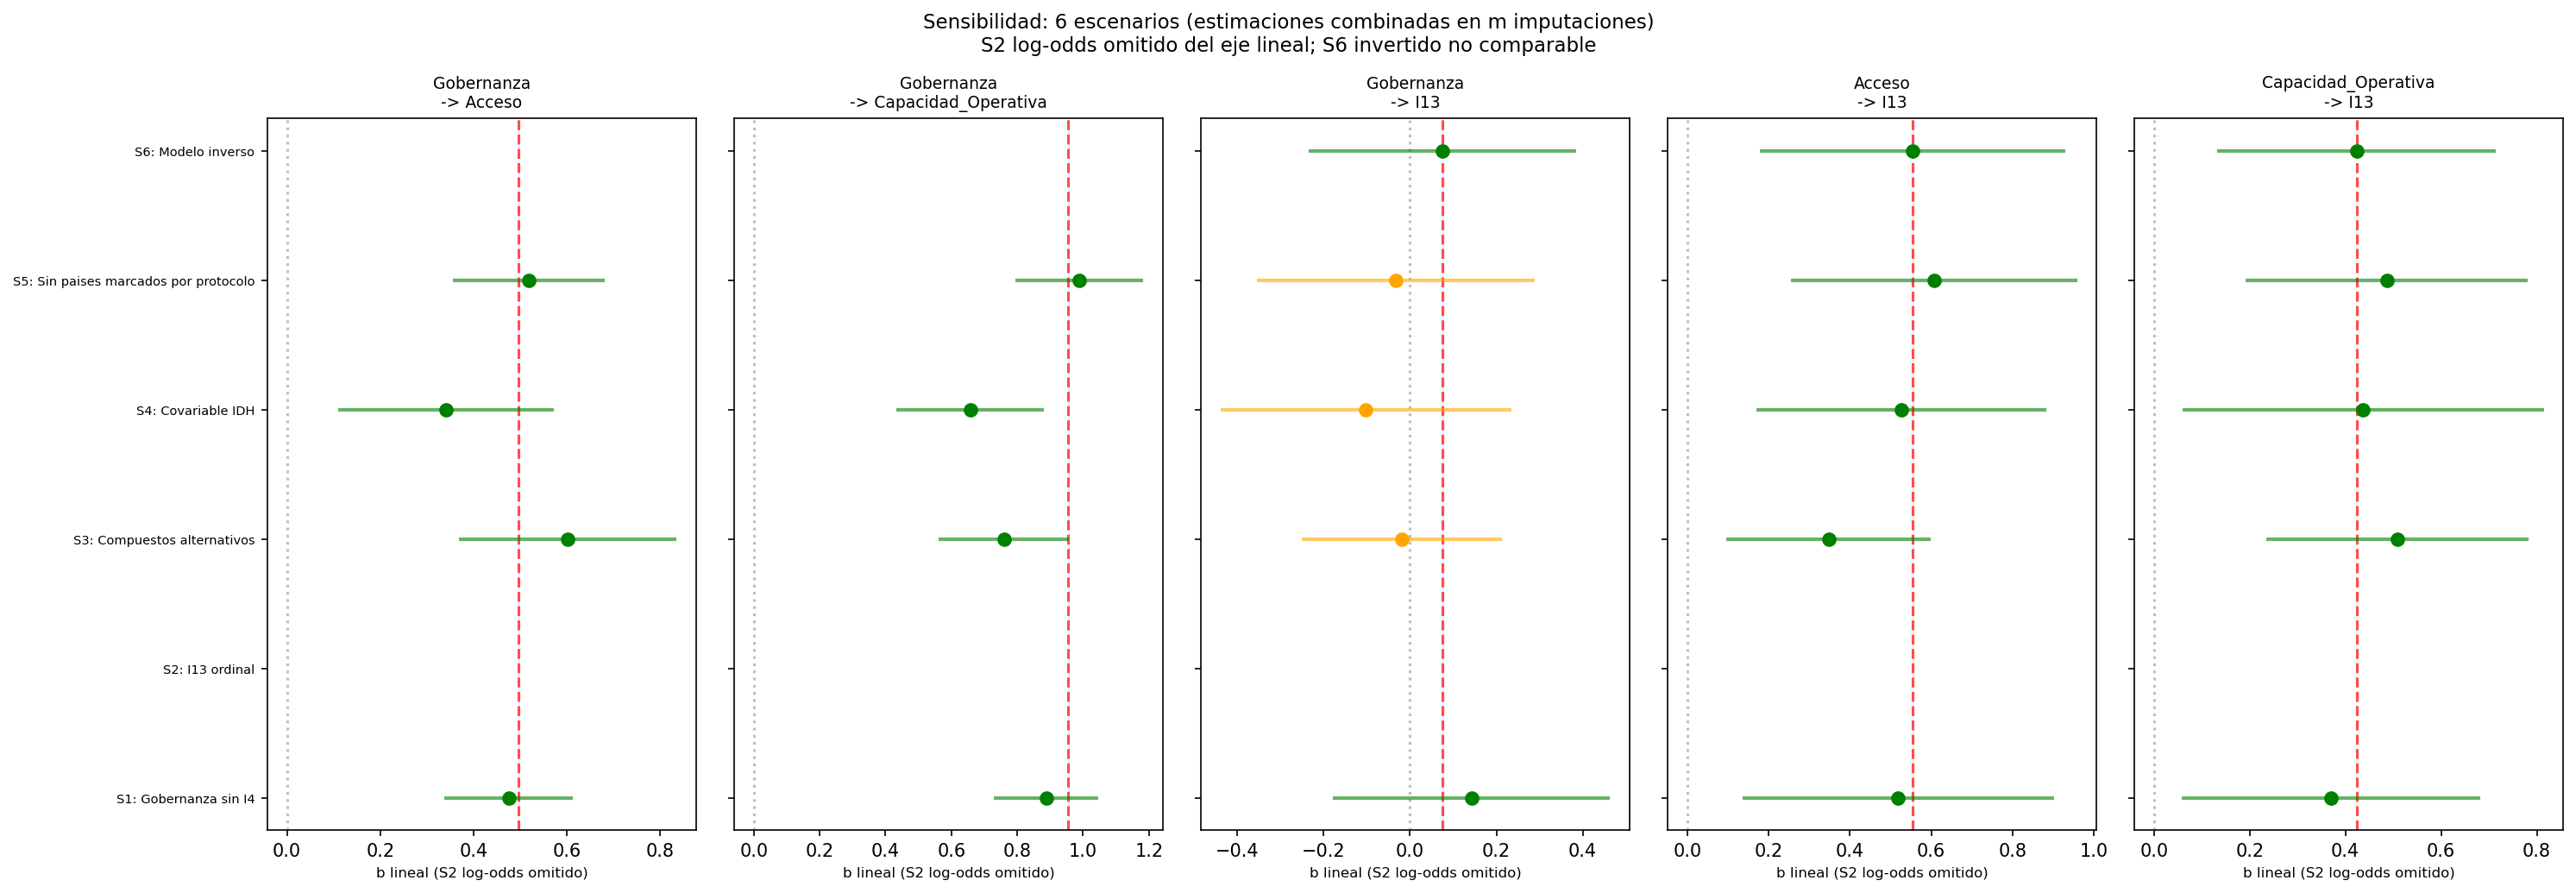 Sensibilidad: 6 escenarios (estimaciones combinadas en m imputaciones)
S2 log-odds omitido del eje lineal; S6 invertido no comparable
Gobernanza
-> Acceso
Gobernanza
-> Capacidad_Operativa
Gobernanza
-> I13
Acceso
-> I13
Capacidad_Operativa
-> I13
S6: Modelo inverso
S5: Sin paises marcados por protocolo
S4: Covariable IDH
S3: Compuestos alternativos
S2: I13 ordinal
S1: Gobernanza sin I4
0.0 0.2 0.4 0.6 0.8
0.0 0.2 0.4 0.6 0.8 1.0 1.2
−0.4 −0.2 0.0 0.2 0.4
0.0 0.2 0.4 0.6 0.8 1.0
0.0 0.2 0.4 0.6 0.8
b lineal (S2 log-odds omitido)
b lineal (S2 log-odds omitido)
b lineal (S2 log-odds omitido)
b lineal (S2 log-odds omitido)
b lineal (S2 log-odds omitido)